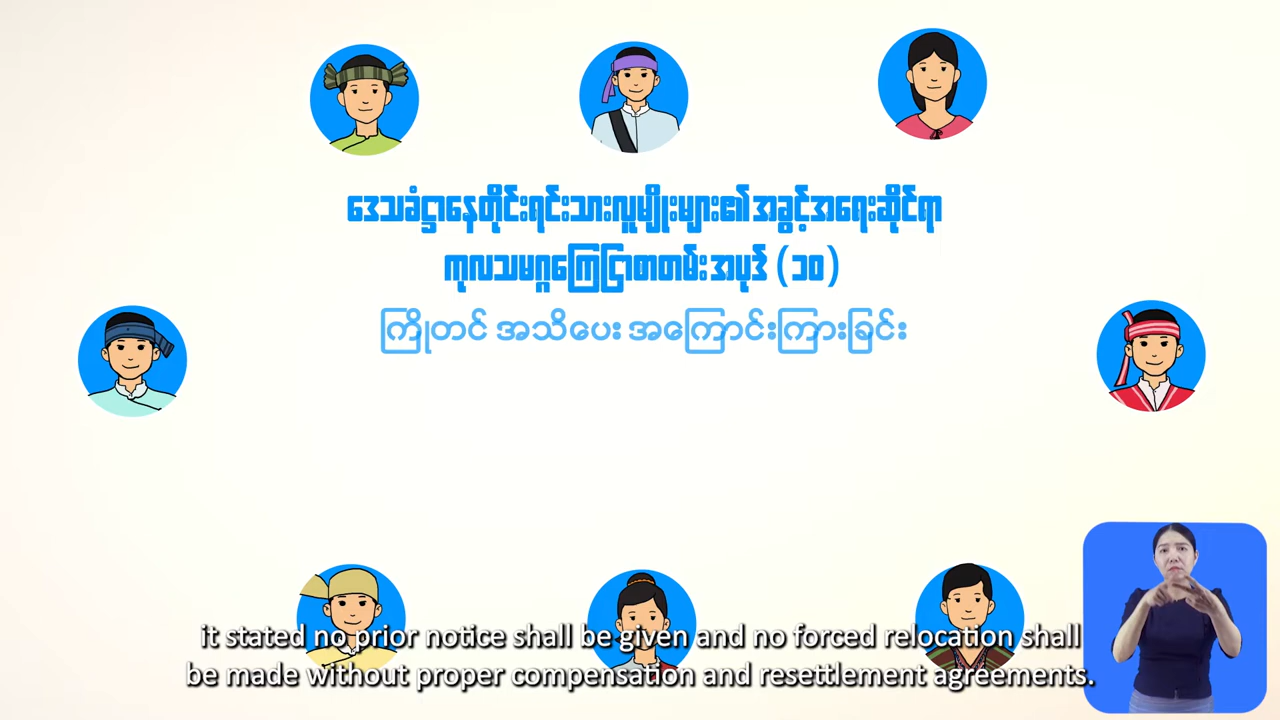 ဒေသခံဌာနေတိုင်းရင်းသားလူမျိုးများ၏အခွင့်အရေးဆိုင်ရာ
ကုလသမဂ္ဂကြေငြာစာတမ်းအပုဒ် (၁၀)
ကြိုတင် အသိပေး အကြောင်းကြားခြင်း
it stated no prior notice shall be given and no forced relocation shall
be made without proper compensation and resettlement agreements.